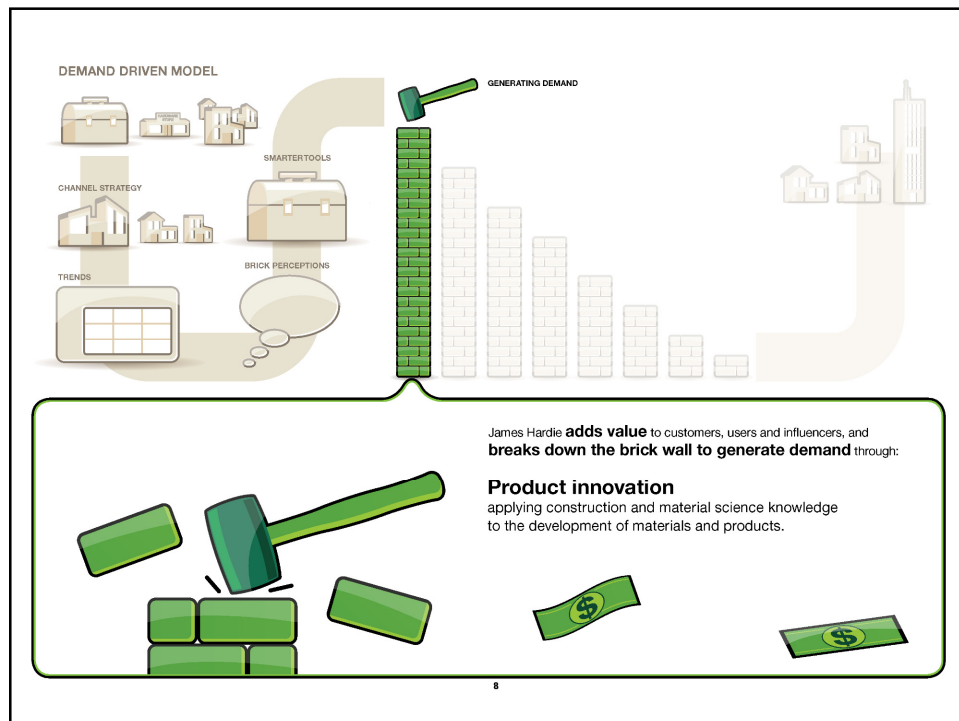 DEMAND DRIVEN MODEL
GENERATING DEMAND
HARDWARE
STORE
SMARTER TOOLS
CHANNEL STRATEGY
TRENDS
BRICK PERCEPTIONS
James Hardie adds value to customers, users and influencers, and
breaks down the brick wall to generate demand through:
Product innovation
applying construction and material science knowledge
to the development of materials and products.
$
$
8